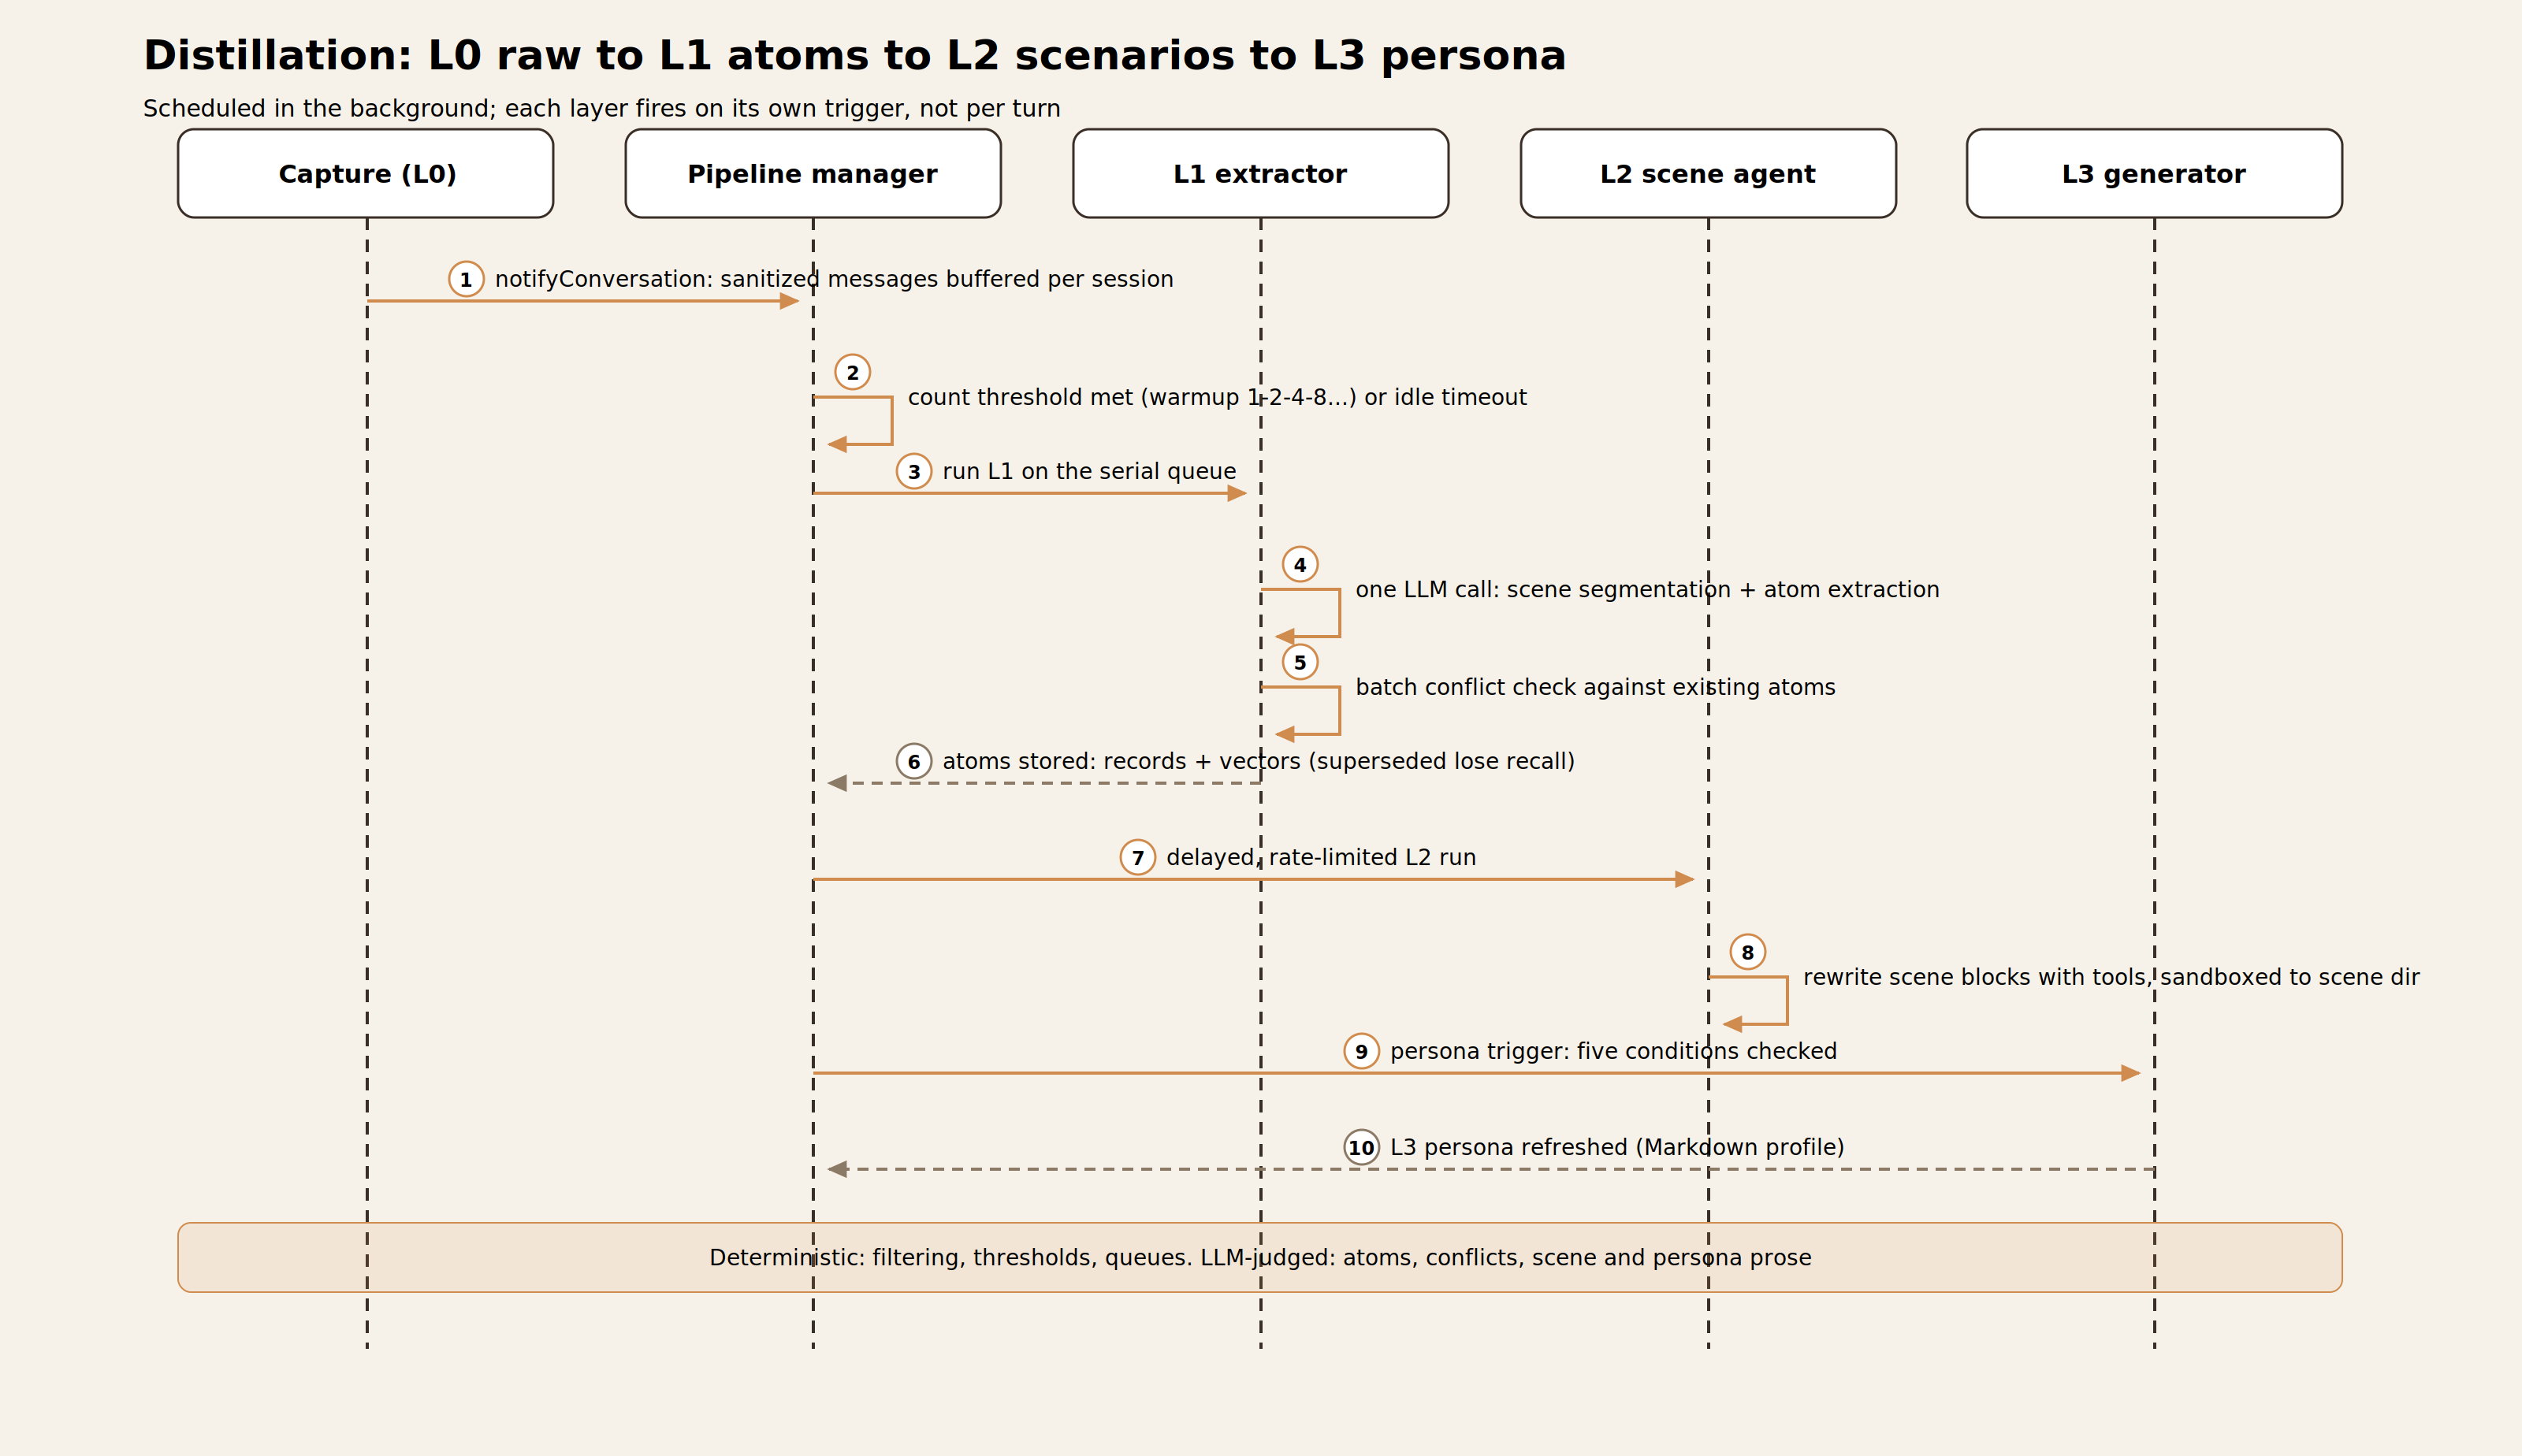 Distillation: L0 raw to L1 atoms to L2 scenarios to L3 persona
Scheduled in the background; each layer fires on its own trigger, not per turn
Capture (L0)
Pipeline manager
L1 extractor
L2 scene agent
L3 generator
1 notifyConversation: sanitized messages buffered per session
2 count threshold met (warmup 1-2-4-8...) or idle timeout
3 run L1 on the serial queue
4 one LLM call: scene segmentation + atom extraction
5 batch conflict check against existing atoms
6 atoms stored: records + vectors (superseded lose recall)
7 delayed, rate-limited L2 run
8 rewrite scene blocks with tools, sandboxed to scene dir
9 persona trigger: five conditions checked
10 L3 persona refreshed (Markdown profile)
Deterministic: filtering, thresholds, queues. LLM-judged: atoms, conflicts, scene and persona prose